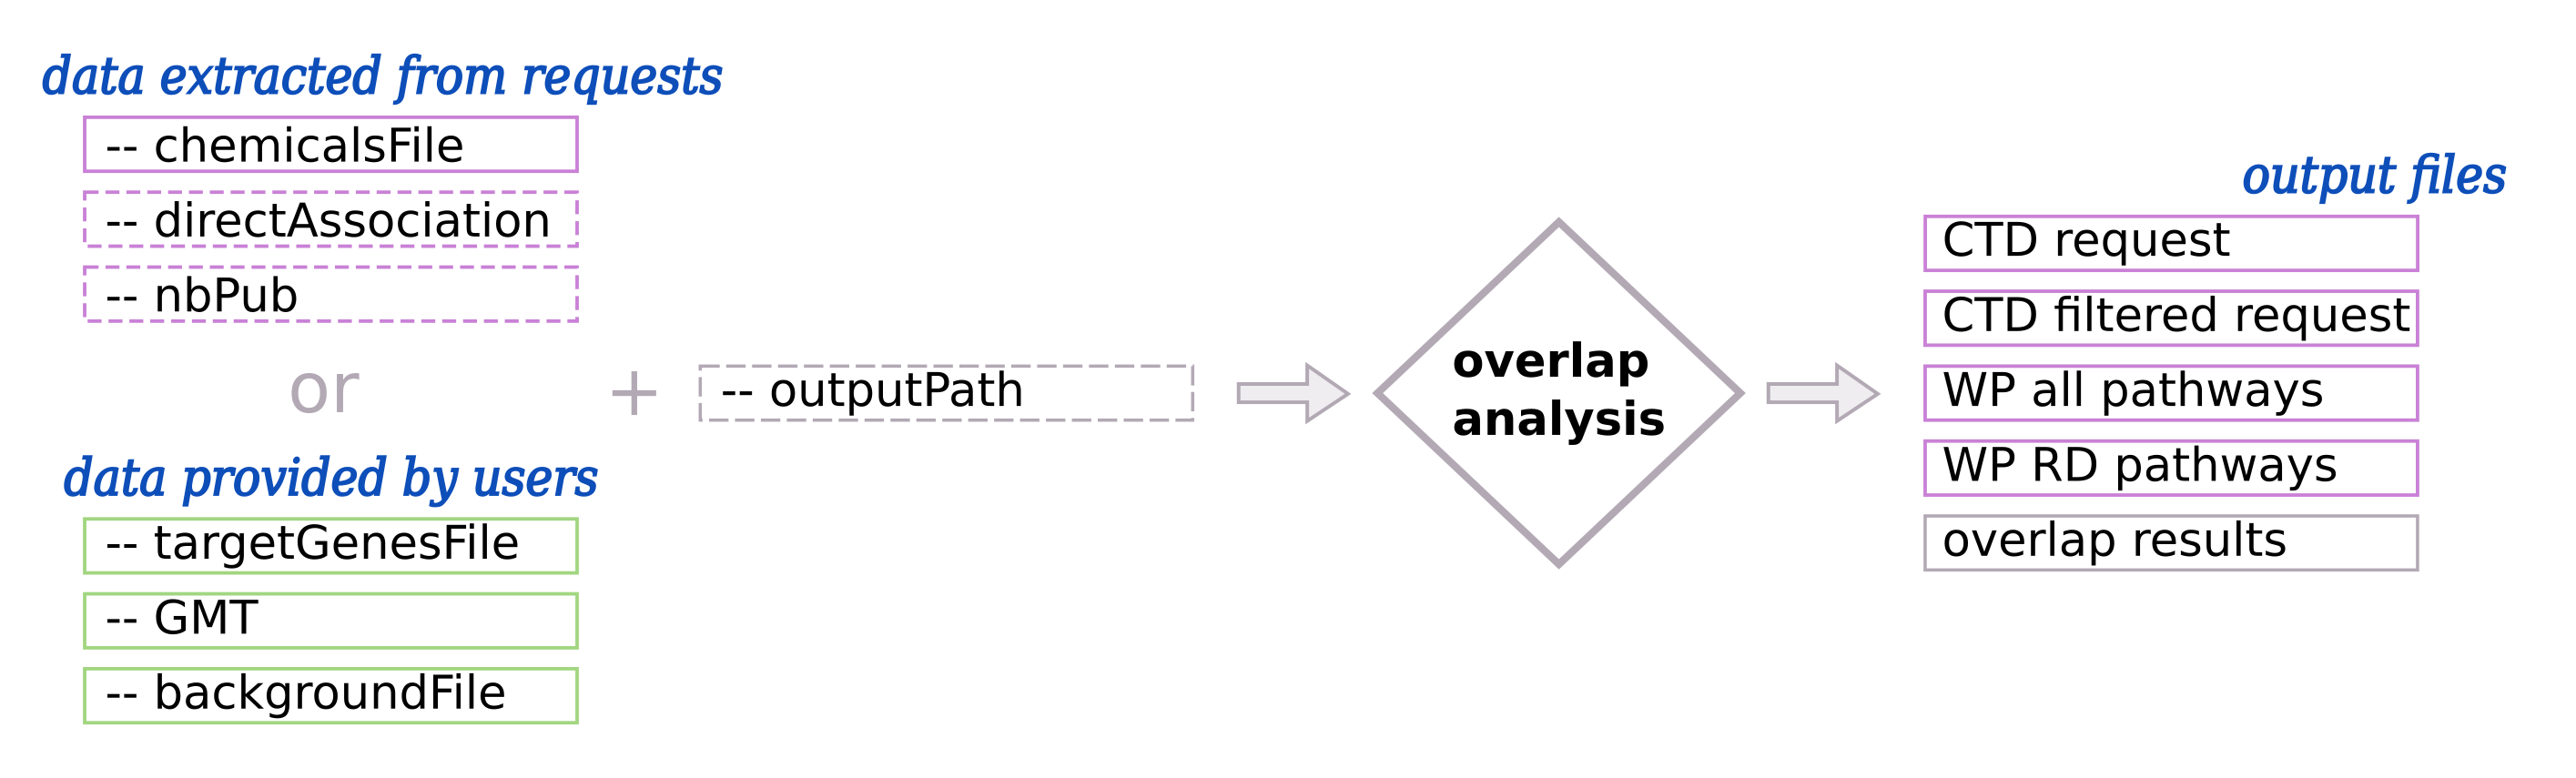 data extracted from requests
-- chemicalsFile
-- directAssociation
-- nbPub
or
data provided by users
-- targetGenesFile
-- GMT
-- backgroundFile
+
-- outputPath
overlap
analysis
output files
CTD request
CTD filtered request
WP all pathways
WP RD pathways
overlap results